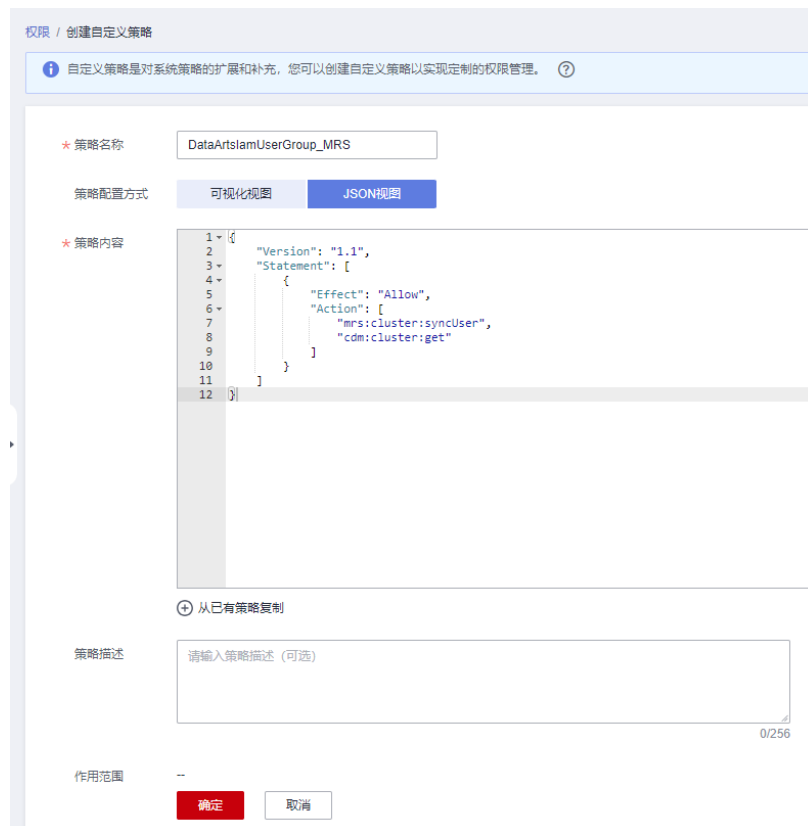 权限 / 创建自定义策略
自定义策略是对系统策略的扩展和补充，您可以创建自定义策略以实现定制的权限管理。
* 策略名称 DataArtsIamUserGroup_MRS
策略配置方式 可视化视图 JSON视图
* 策略内容
1 {
2 "Version": "1.1",
3 "Statement": [
4 {
5 "Effect": "Allow",
6 "Action": [
7 "mrs:cluster:syncUser",
8 "cdm:cluster:get"
9 ]
10 }
11 ]
12 }
从已有策略复制
策略描述 请输入策略描述（可选）
0/256
作用范围 --
确定 取消